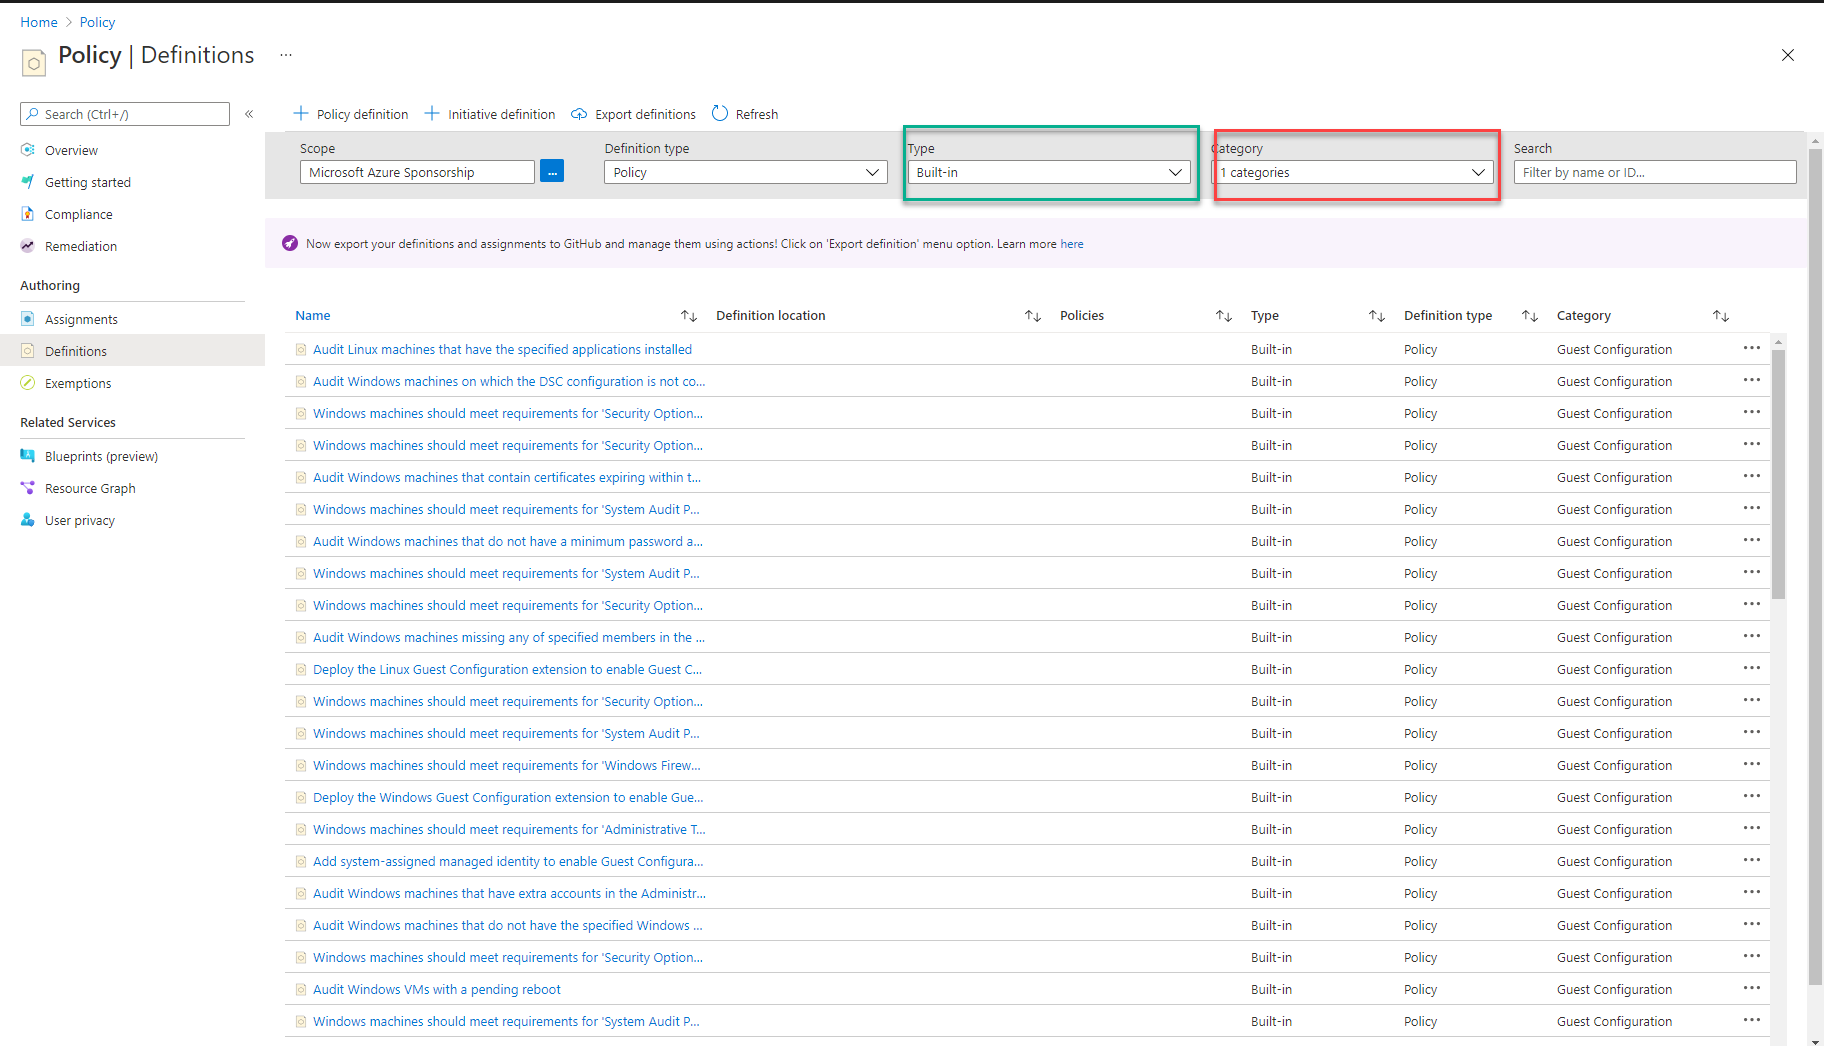 Home > Policy
Policy | Definitions ...
Search (Ctrl+/) «
Overview
Getting started
Compliance
Remediation
Authoring
Assignments
Definitions
Exemptions
Related Services
Blueprints (preview)
Resource Graph
User privacy
Policy definition Initiative definition Export definitions Refresh
Scope Definition type Type Category Search
Microsoft Azure Sponsorship ... Policy Built-in 1 categories Filter by name or ID...
Now export your definitions and assignments to GitHub and manage them using actions! Click on 'Export definition' menu option. Learn more here
Name Definition location Policies Type Definition type Category
Audit Linux machines that have the specified applications installed Built-in Policy Guest Configuration ...
Audit Windows machines on which the DSC configuration is not co... Built-in Policy Guest Configuration ...
Windows machines should meet requirements for 'Security Option... Built-in Policy Guest Configuration ...
Windows machines should meet requirements for 'Security Option... Built-in Policy Guest Configuration ...
Audit Windows machines that contain certificates expiring within t... Built-in Policy Guest Configuration ...
Windows machines should meet requirements for 'System Audit P... Built-in Policy Guest Configuration ...
Audit Windows machines that do not have a minimum password a... Built-in Policy Guest Configuration ...
Windows machines should meet requirements for 'System Audit P... Built-in Policy Guest Configuration ...
Windows machines should meet requirements for 'Security Option... Built-in Policy Guest Configuration ...
Audit Windows machines missing any of specified members in the ... Built-in Policy Guest Configuration ...
Deploy the Linux Guest Configuration extension to enable Guest C... Built-in Policy Guest Configuration ...
Windows machines should meet requirements for 'Security Option... Built-in Policy Guest Configuration ...
Windows machines should meet requirements for 'System Audit P... Built-in Policy Guest Configuration ...
Windows machines should meet requirements for 'Windows Firew... Built-in Policy Guest Configuration ...
Deploy the Windows Guest Configuration extension to enable Gue... Built-in Policy Guest Configuration ...
Windows machines should meet requirements for 'Administrative T... Built-in Policy Guest Configuration ...
Add system-assigned managed identity to enable Guest Configura... Built-in Policy Guest Configuration ...
Audit Windows machines that have extra accounts in the Administr... Built-in Policy Guest Configuration ...
Audit Windows machines that do not have the specified Windows ... Built-in Policy Guest Configuration ...
Windows machines should meet requirements for 'Security Option... Built-in Policy Guest Configuration ...
Audit Windows VMs with a pending reboot Built-in Policy Guest Configuration ...
Windows machines should meet requirements for 'System Audit P... Built-in Policy Guest Configuration ...